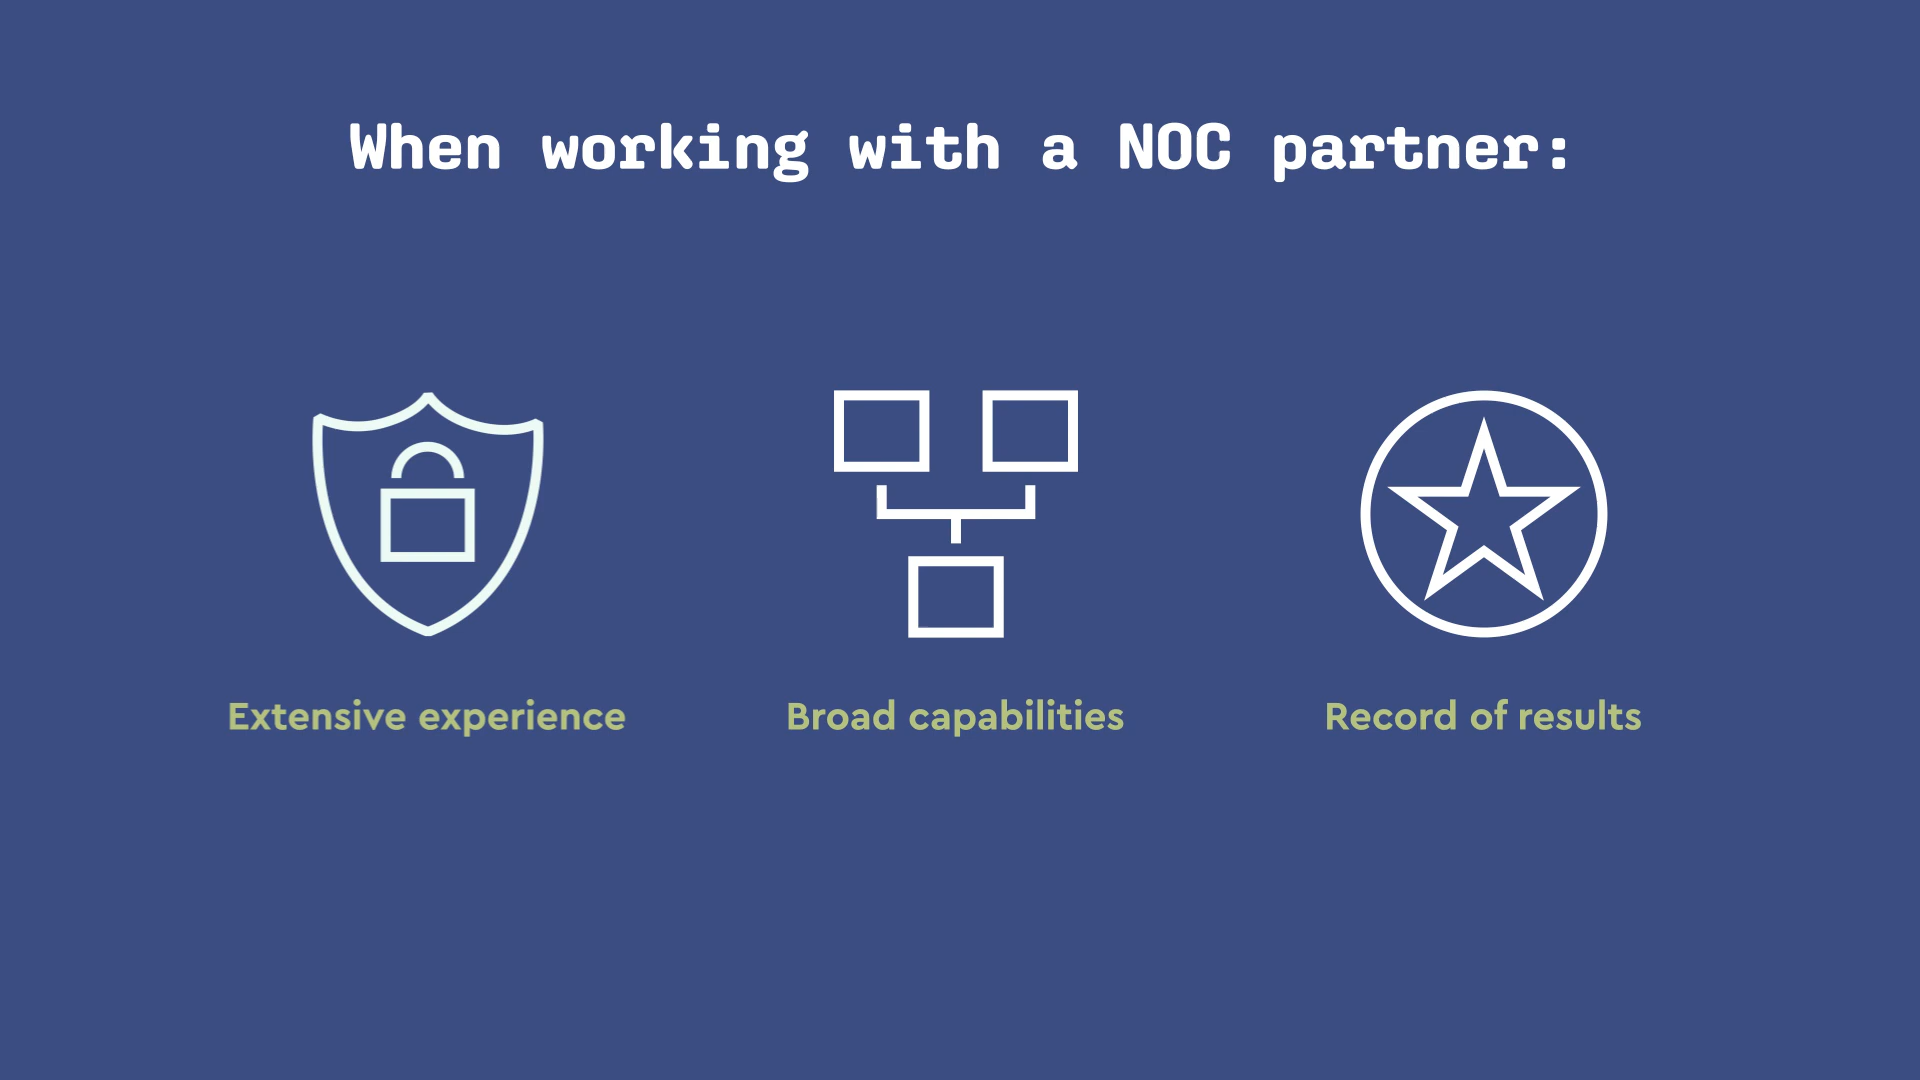 When working with a NOC partner:
Extensive experience
Broad capabilities
Record of results